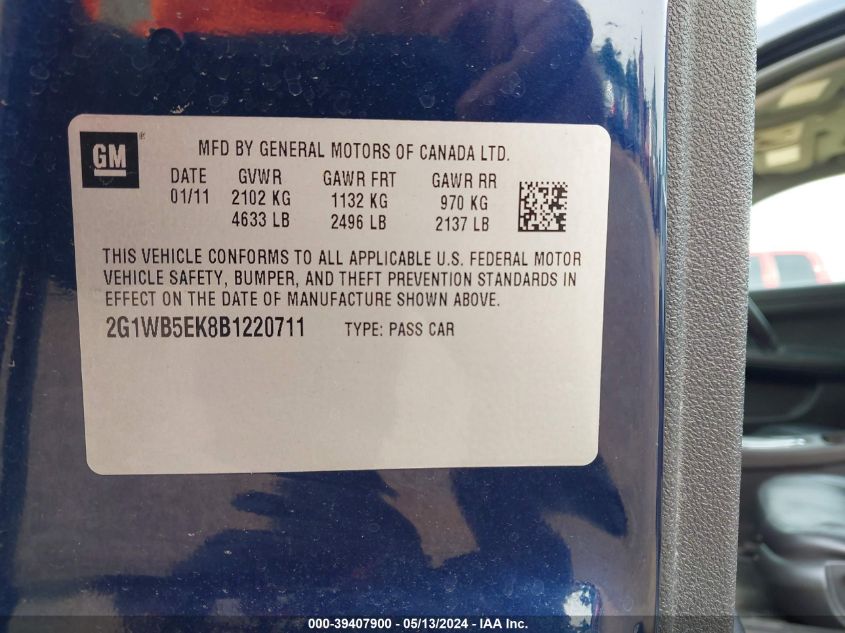 GM®
MFD BY GENERAL MOTORS OF CANADA LTD.
DATE GVWR GAWR FRT GAWR RR
01/11 2102 KG 1132 KG 970 KG
4633 LB 2496 LB 2137 LB
THIS VEHICLE CONFORMS TO ALL APPLICABLE U.S. FEDERAL MOTOR
VEHICLE SAFETY, BUMPER, AND THEFT PREVENTION STANDARDS IN
EFFECT ON THE DATE OF MANUFACTURE SHOWN ABOVE.
2G1WB5EK8B1220711 TYPE: PASS CAR
000-39407900 - 05/13/2024 - IAA Inc.